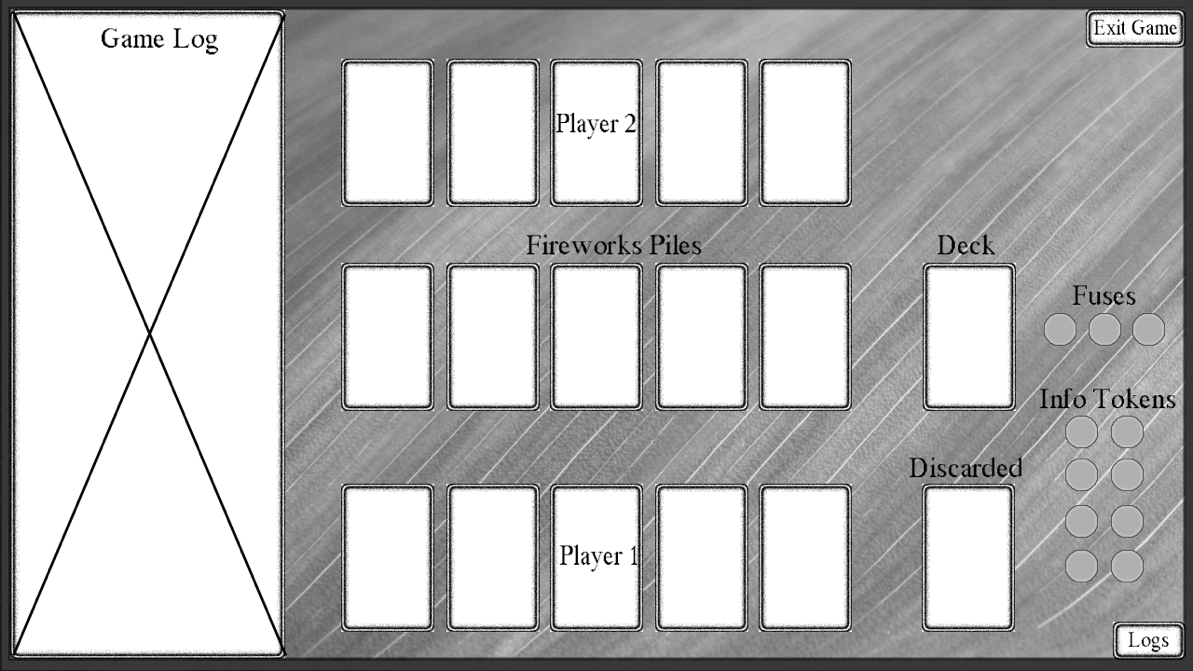 Game Log
Exit Game
Player 2
Fireworks Piles
Deck
Fuses
Info Tokens
Discarded
Player 1
Logs